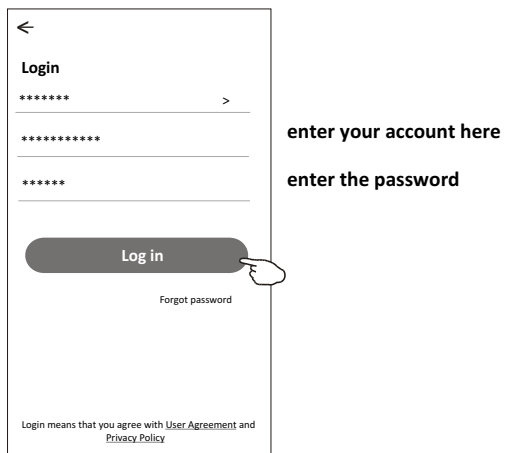 ←
Login
******* >
***********
enter your account here
******
enter the password
Log in
Forgot password
Login means that you agree with User Agreement and
Privacy Policy